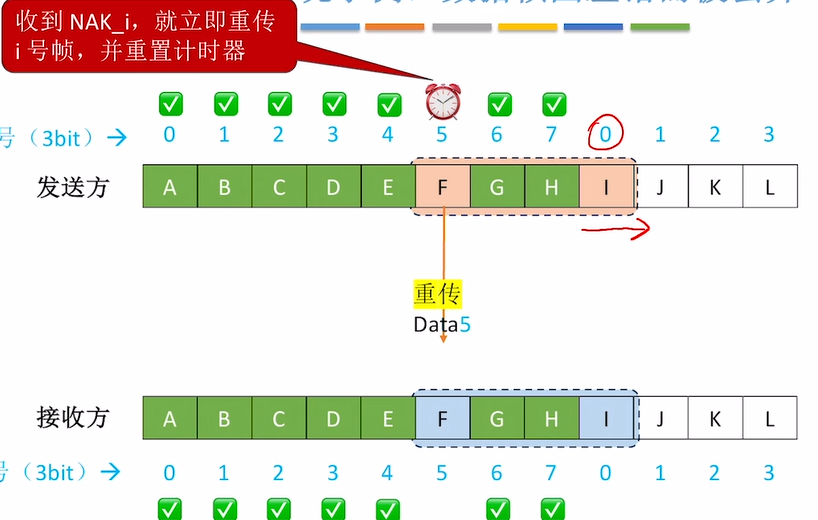 收到 NAK_i，就立即重传
i 号帧，并重置计时器
号（3bit）→ 0 1 2 3 4 5 6 7 0 1 2 3
发送方 A B C D E F G H I J K L
重传
Data5
接收方 A B C D E F G H I J K L
号（3bit）→ 0 1 2 3 4 5 6 7 0 1 2 3